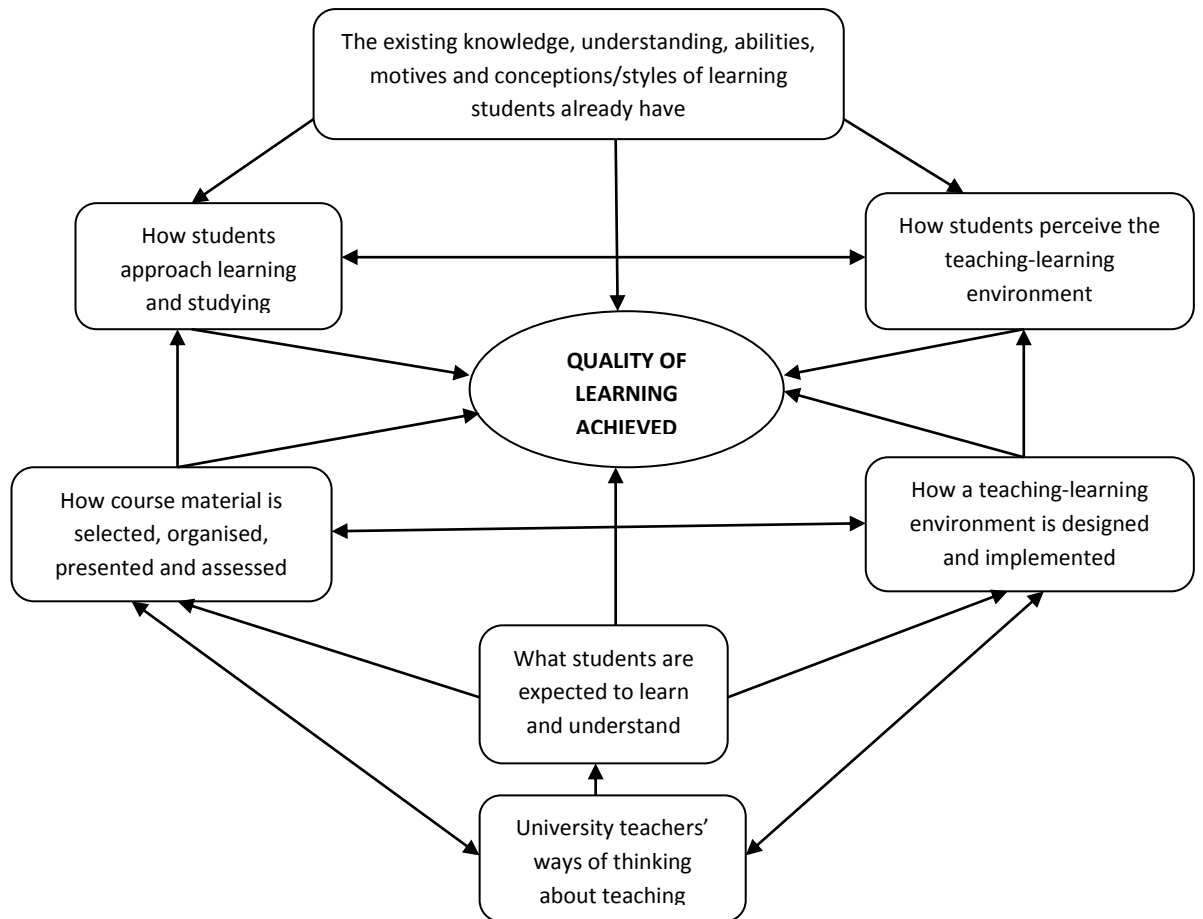 The existing knowledge, understanding, abilities,
motives and conceptions/styles of learning
students already have
How students
approach learning
and studying
How students perceive the
teaching-learning
environment
QUALITY OF
LEARNING
ACHIEVED
How course material is
selected, organised,
presented and assessed
How a teaching-learning
environment is designed
and implemented
What students are
expected to learn
and understand
University teachers’
ways of thinking
about teaching